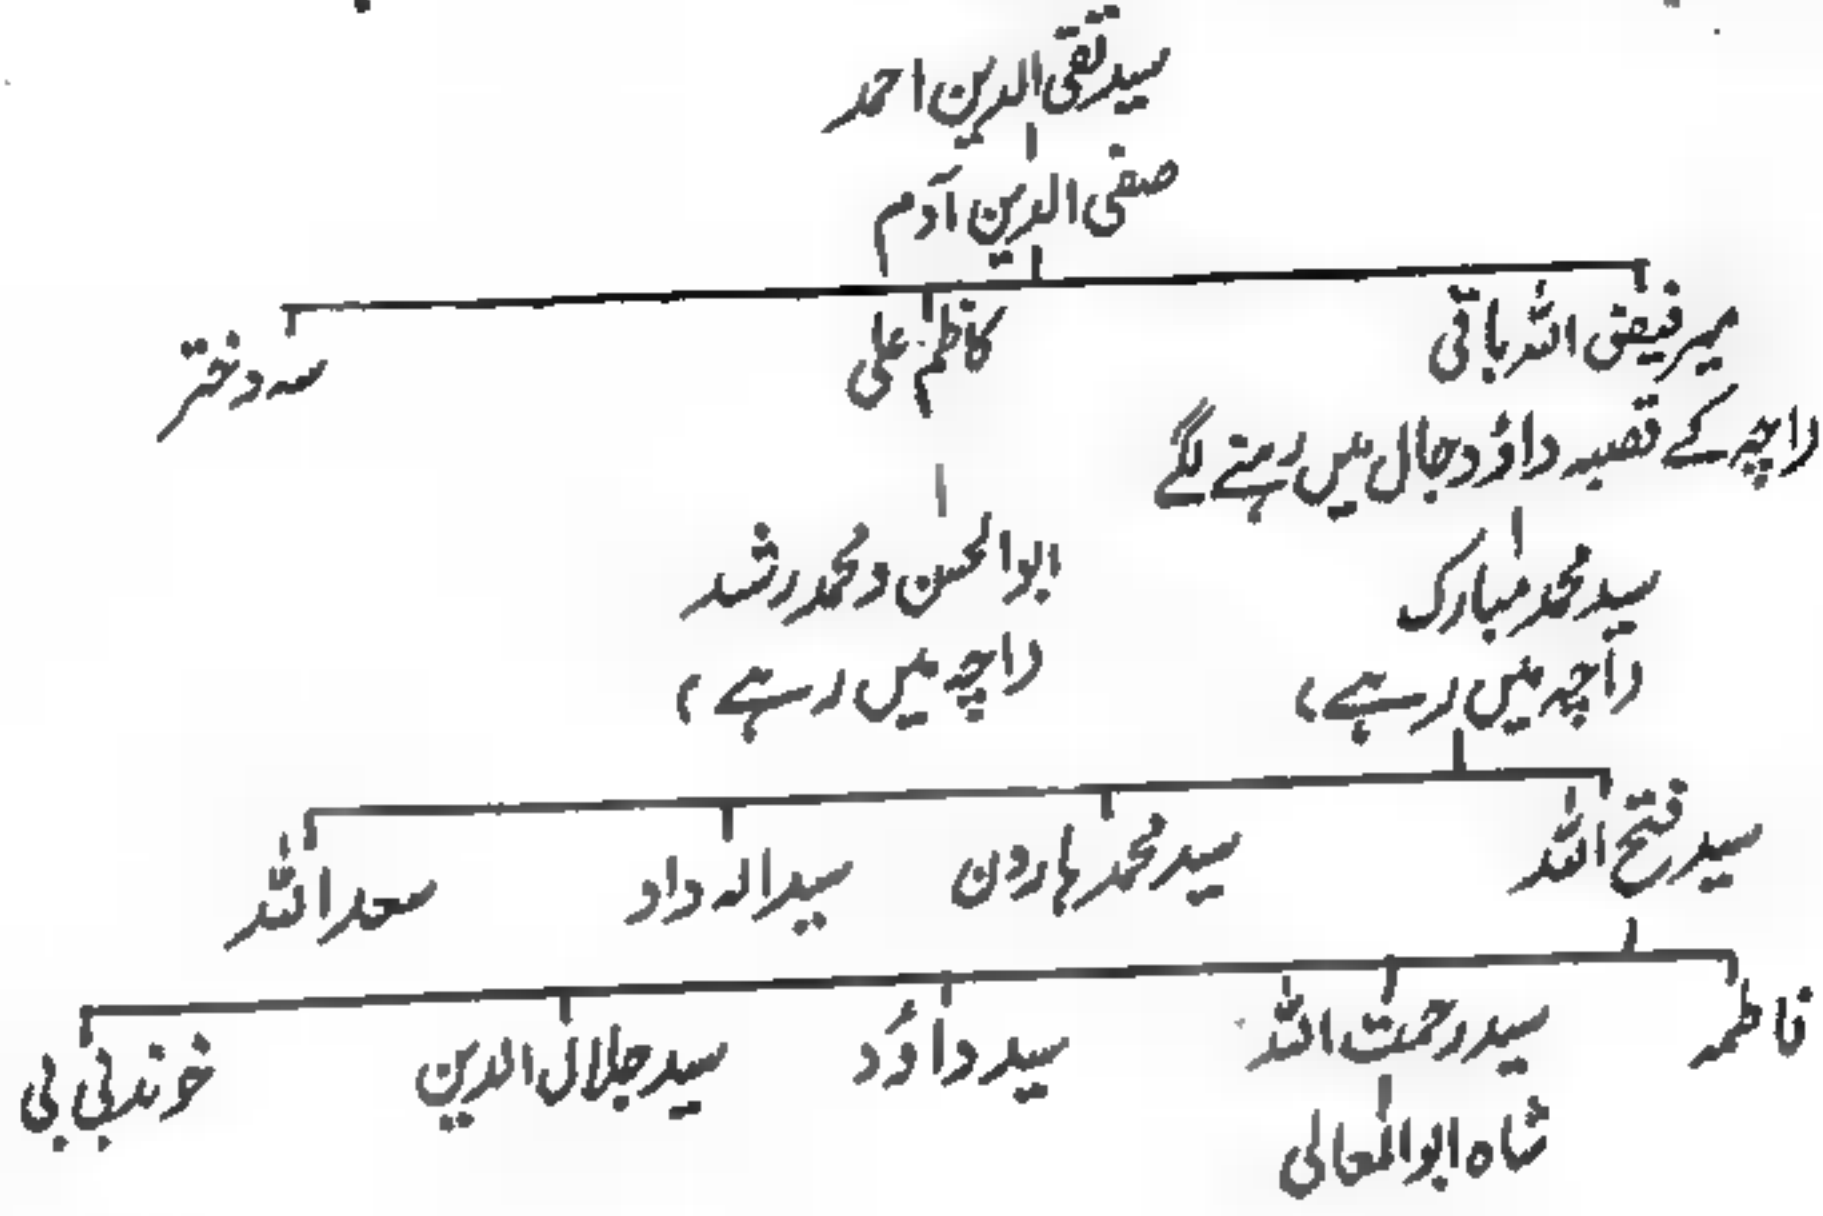 سید تقی الدین احمد
صفی الدین آدم
میر فیض اللہ باقی
کاظم علی
سہ دختر
داچہ کے قصبہ داؤد جال میں رہنے لگے
سید محمد مبارک
داچہ میں رہے،
ابوالحسن و محمد رشد
داچہ میں رہے،
سید فتح اللہ
سید محمد ہارون
سید الہ داد
سعد اللہ
فاطمہ
سید رحمت اللہ
سید داؤد
سید جلال الدین
خوند بی بی
شاہ ابوالمعالی